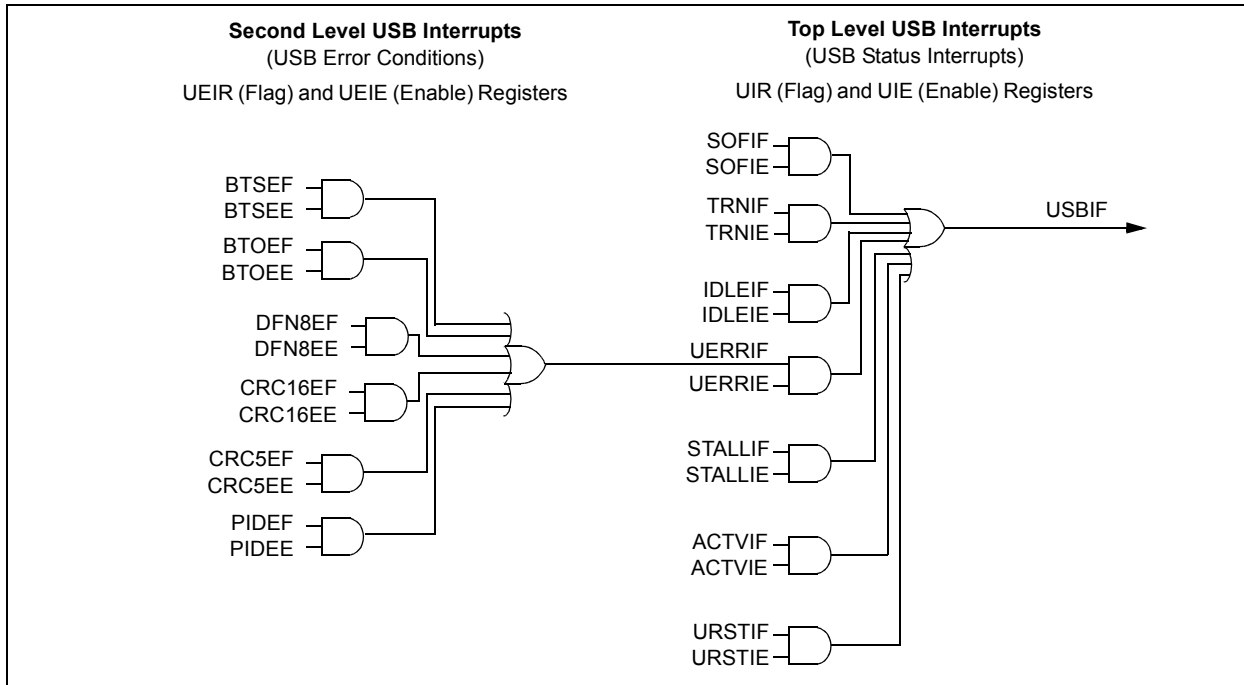 Second Level USB Interrupts
(USB Error Conditions)
UEIR (Flag) and UEIE (Enable) Registers
BTSEF
BTSEE
BTOEF
BTOEE
DFN8EF
DFN8EE
CRC16EF
CRC16EE
CRC5EF
CRC5EE
PIDEF
PIDEE
Top Level USB Interrupts
(USB Status Interrupts)
UIR (Flag) and UIE (Enable) Registers
SOFIF
SOFIE
TRNIF
TRNIE
IDLEIF
IDLEIE
UERRIF
UERRIE
STALLIF
STALLIE
ACTVIF
ACTVIE
URSTIF
URSTIE
USBIF